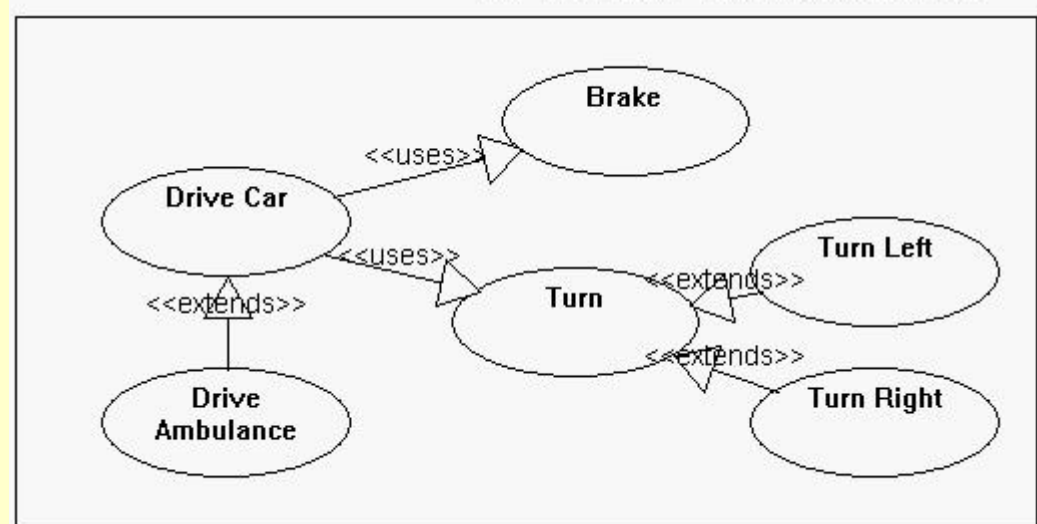 Brake
<<uses>>
Drive Car
<<uses>>
Turn Left
<<extends>>
Turn
<<extends>>
<<extends>>
Drive
Ambulance
Turn Right